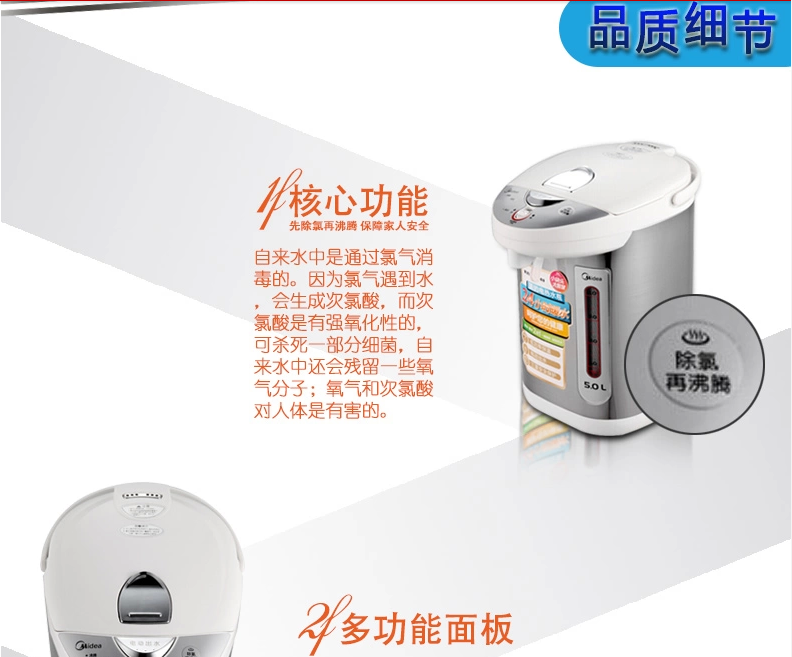 品质细节
1f核心功能
先除氯再沸腾 保障家人安全
自来水中是通过氯气消
毒的。因为氯气遇到水
，会生成次氯酸，而次
氯酸是有强氧化性的，
可杀死一部分细菌，自
来水中还会残留一些氧
气分子；氧气和次氯酸
对人体是有害的。
Midea
5.0L
除氯
再沸腾
2f多功能面板
Midea